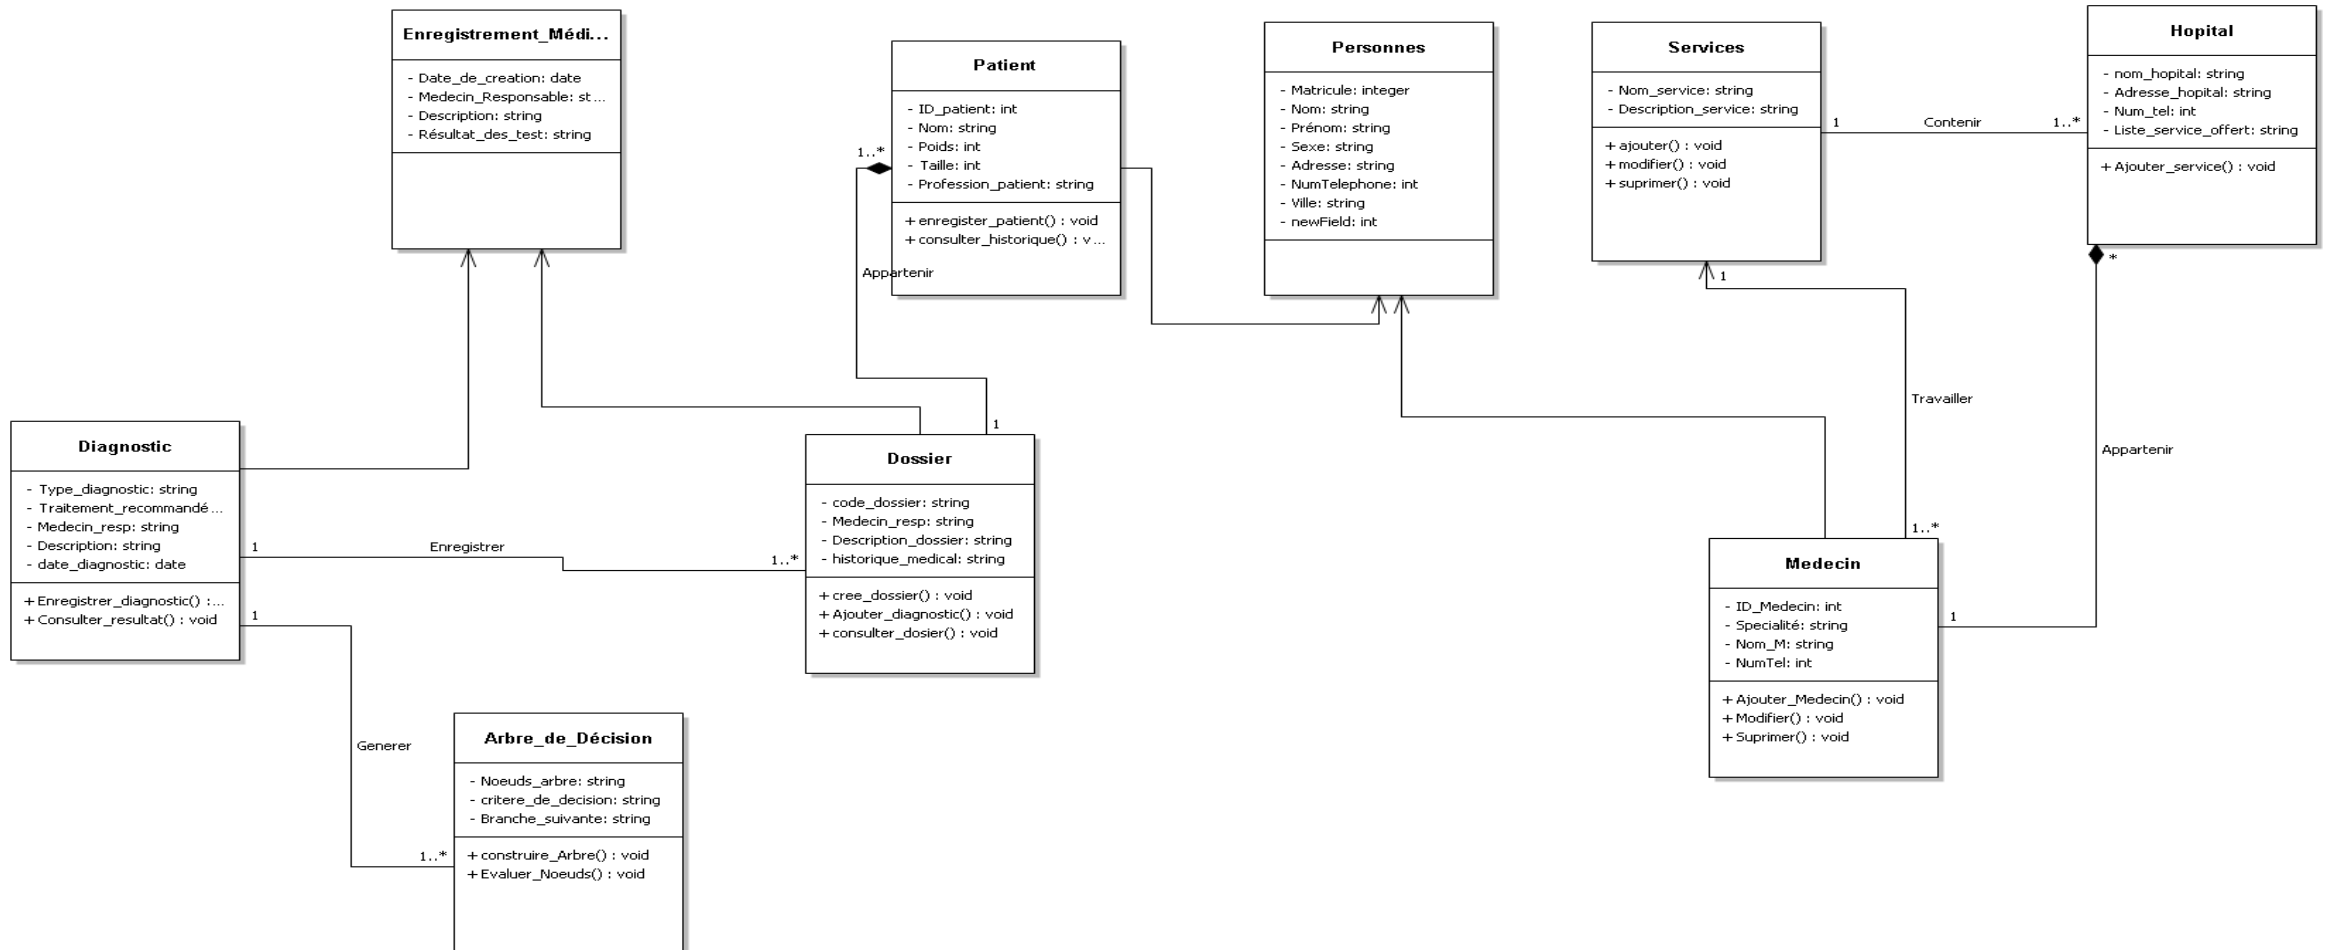 Enregistrement_Médi...
- Date_de_creation: date
- Medecin_Responsable: st...
- Description: string
- Résultat_des_test: string
Patient
- ID_patient: int
- Nom: string
- Poids: int
- Taille: int
- Profession_patient: string
+ enregister_patient() : void
+ consulter_historique() : v...
1..*
Appartenir
1
Personnes
- Matricule: integer
- Nom: string
- Prénom: string
- Sexe: string
- Adresse: string
- NumTelephone: int
- Ville: string
- newField: int
Services
- Nom_service: string
- Description_service: string
+ ajouter() : void
+ modifier() : void
+ suprimer() : void
1
Contenir
1..*
Hopital
- nom_hopital: string
- Adresse_hopital: string
- Num_tel: int
- Liste_service_offert: string
+ Ajouter_service() : void
*
1
Travailler
1..*
Appartenir
1
Diagnostic
- Type_diagnostic: string
- Traitement_recommandé...
- Medecin_resp: string
- Description: string
- date_diagnostic: date
+ Enregistrer_diagnostic() :...
+ Consulter_resultat() : void
1
Enregistrer
1..*
Dossier
- code_dossier: string
- Medecin_resp: string
- Description_dossier: string
- historique_medical: string
+ cree_dossier() : void
+ Ajouter_diagnostic() : void
+ consulter_dosier() : void
Medecin
- ID_Medecin: int
- Specialité: string
- Nom_M: string
- NumTel: int
+ Ajouter_Medecin() : void
+ Modifier() : void
+ Suprimer() : void
1
Generer
1..*
Arbre_de_Décision
- Noeuds_arbre: string
- critere_de_decision: string
- Branche_suivante: string
+ construire_Arbre() : void
+ Evaluer_Noeuds() : void